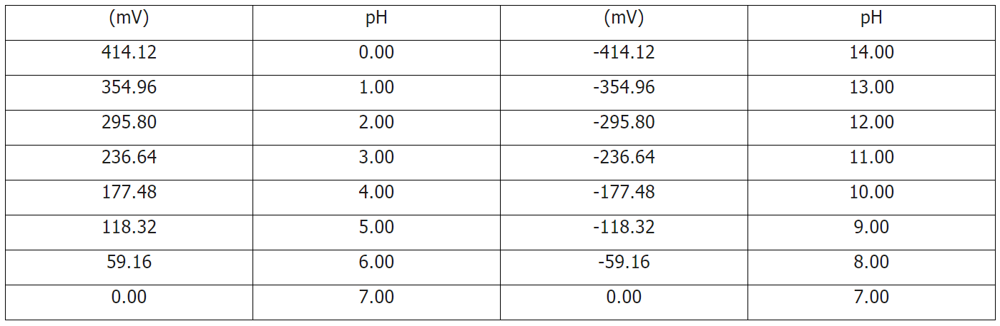 (mV) pH (mV) pH
414.12 0.00 -414.12 14.00
354.96 1.00 -354.96 13.00
295.80 2.00 -295.80 12.00
236.64 3.00 -236.64 11.00
177.48 4.00 -177.48 10.00
118.32 5.00 -118.32 9.00
59.16 6.00 -59.16 8.00
0.00 7.00 0.00 7.00